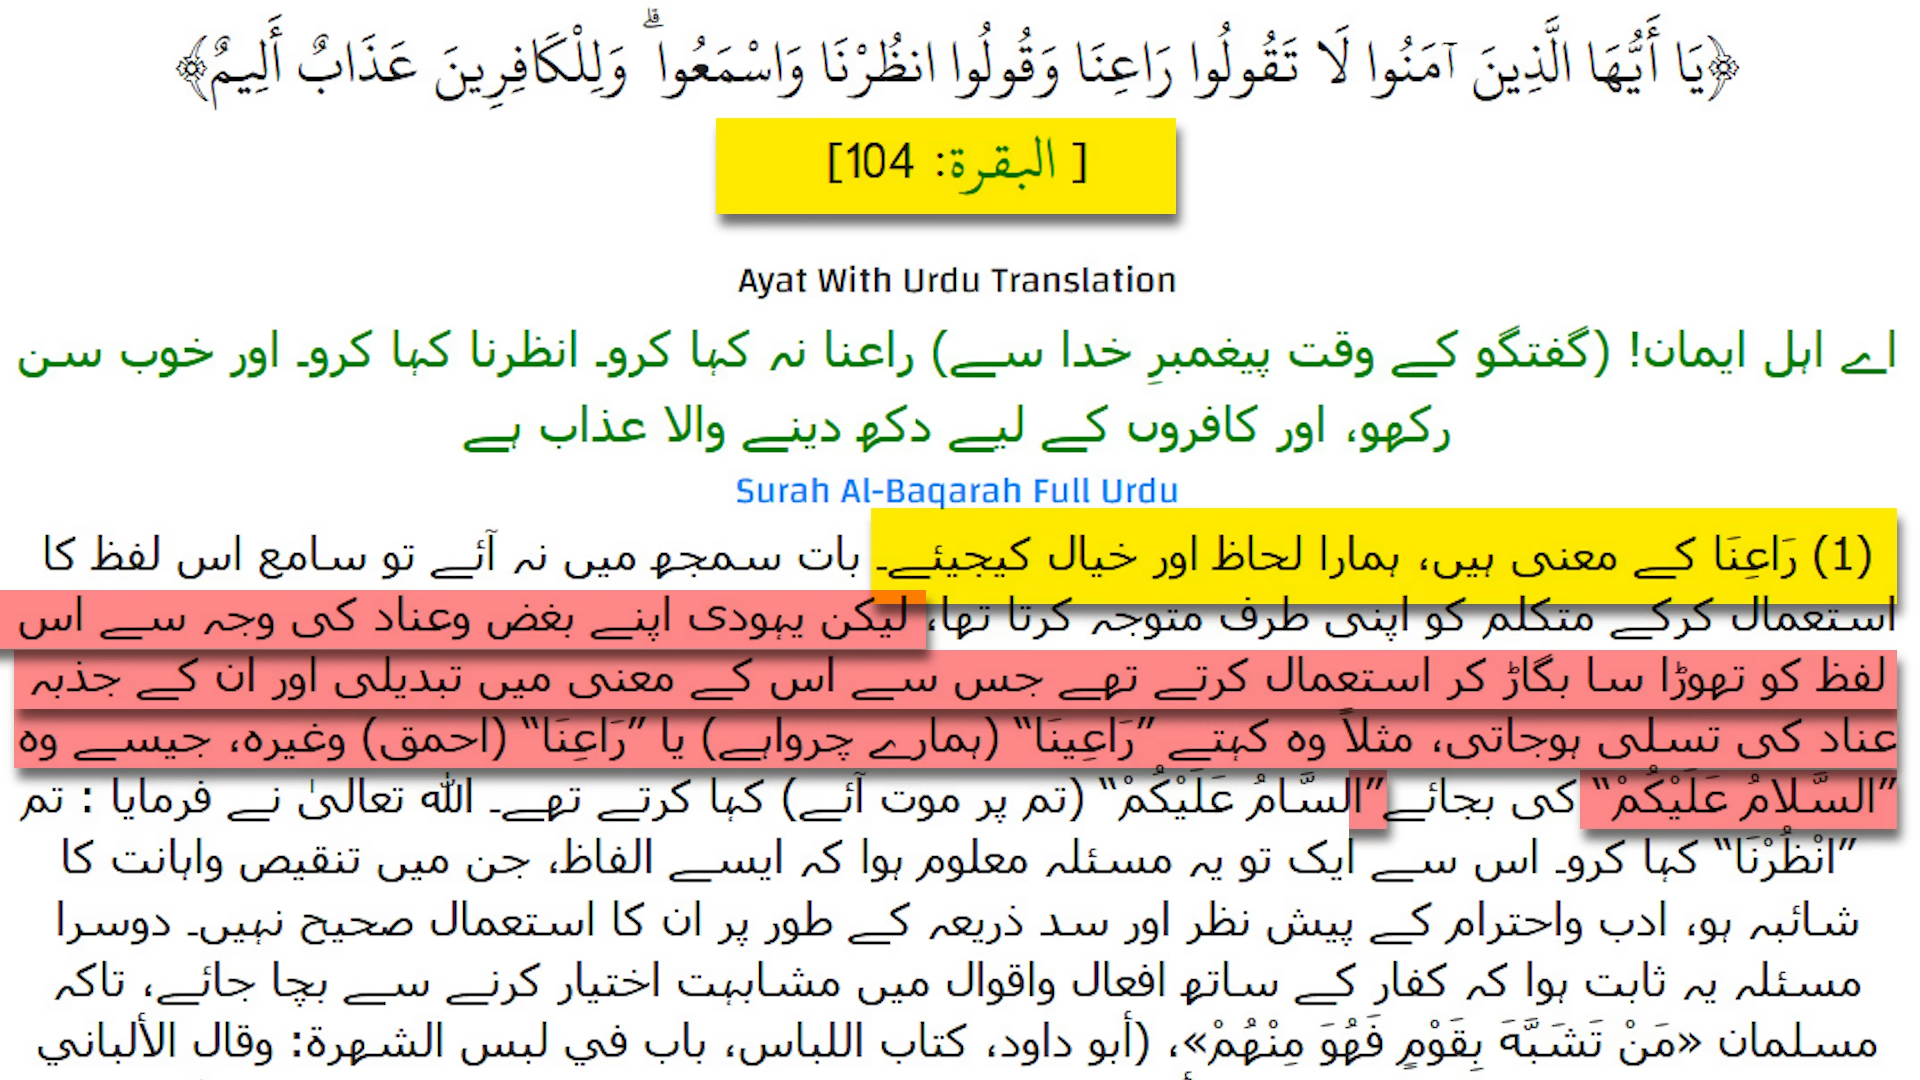 ﴿يَا أَيُّهَا الَّذِينَ آمَنُوا لَا تَقُولُوا رَاعِنَا وَقُولُوا انظُرْنَا وَاسْمَعُوا ۗ وَلِلْكَافِرِينَ عَذَابٌ أَلِيمٌ﴾
[ البقرة: 104]
Ayat With Urdu Translation
اے اہل ایمان! (گفتگو کے وقت پیغمبرِ خدا سے) راعنا نہ کہا کرو۔ انظرنا کہا کرو۔ اور خوب سن
رکھو، اور کافروں کے لیے دکھ دینے والا عذاب ہے
Surah Al-Baqarah Full Urdu
(1) رَاعِنَا کے معنی ہیں، ہمارا لحاظ اور خیال کیجیئے۔ بات سمجھ میں نہ آئے تو سامع اس لفظ کا
استعمال کرکے متکلم کو اپنی طرف متوجہ کرتا تھا، لیکن یہودی اپنے بغض وعناد کی وجہ سے اس
لفظ کو تھوڑا سا بگاڑ کر استعمال کرتے تھے جس سے اس کے معنی میں تبدیلی اور ان کے جذبہ
عناد کی تسلی ہوجاتی، مثلاً وہ کہتے ”رَاعِينَا“ (ہمارے چرواہے) یا ”رَاعِنَا“ (احمق) وغیرہ، جیسے وہ
”السَّلامُ عَلَيْكُمْ“ کی بجائے ”السَّامُ عَلَيْكُمْ“ (تم پر موت آئے) کہا کرتے تھے۔ اللہ تعالیٰ نے فرمایا : تم
”انْظُرْنَا“ کہا کرو۔ اس سے ایک تو یہ مسئلہ معلوم ہوا کہ ایسے الفاظ، جن میں تنقیص واہانت کا
شائبہ ہو، ادب واحترام کے پیش نظر اور سد ذریعہ کے طور پر ان کا استعمال صحیح نہیں۔ دوسرا
مسئلہ یہ ثابت ہوا کہ کفار کے ساتھ افعال واقوال میں مشابہت اختیار کرنے سے بچا جائے، تاکہ
مسلمان «مَنْ تَشَبَّهَ بِقَوْمٍ فَهُوَ مِنْهُمْ»، (أبو داود، كتاب اللباس، باب في لبس الشهرة: وقال الألباني